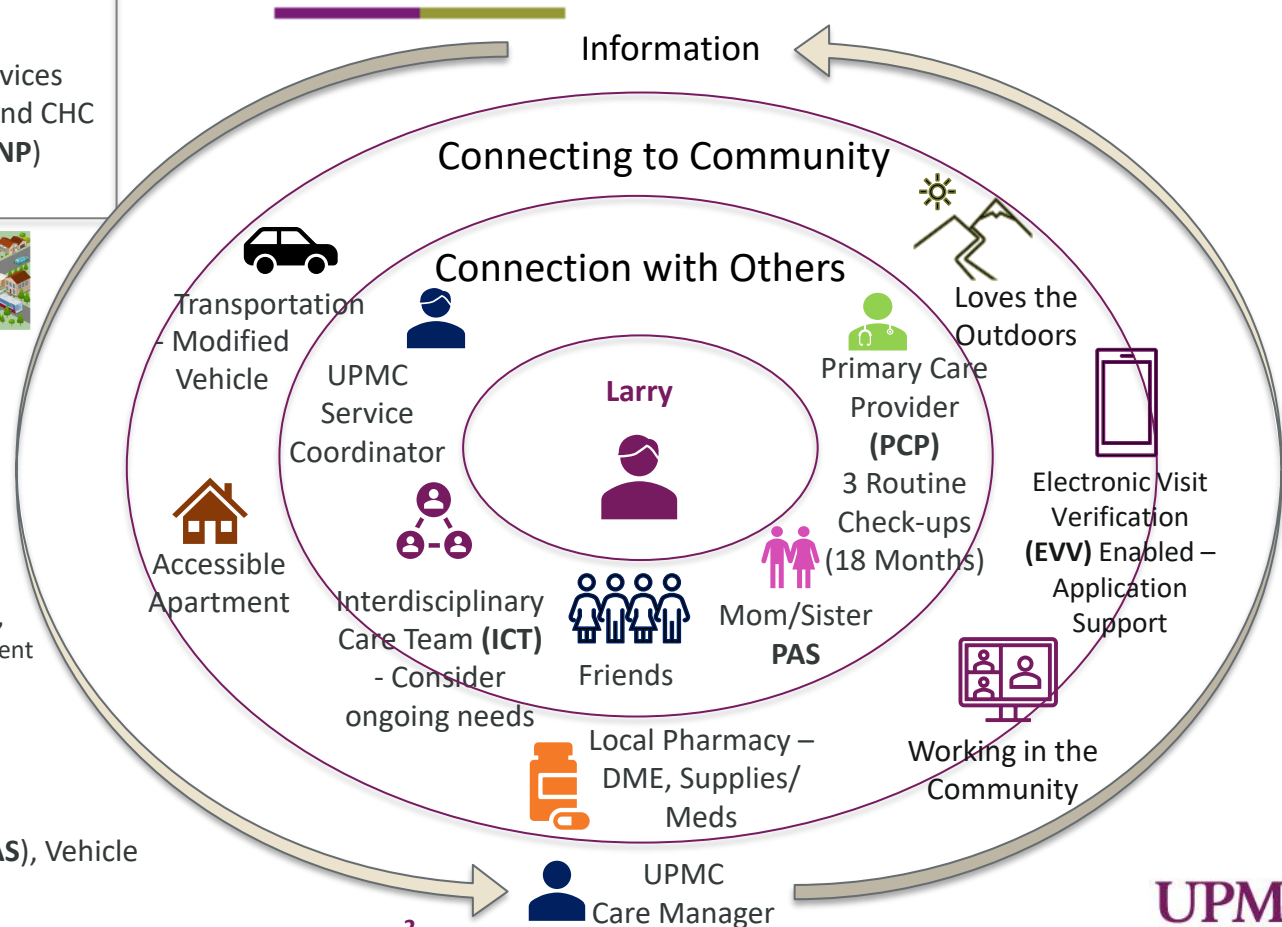 Information
vices
nd CHC
NP)
Connecting to Community
Connection with Others
Transportation
- Modified
Vehicle
UPMC
Service
Coordinator
Larry
Primary Care
Provider
(PCP)
3 Routine
Check-ups
(18 Months)
Loves the
Outdoors
Electronic Visit
Verification
(EVV) Enabled –
Application
Support
Accessible
Apartment
Interdisciplinary
Care Team (ICT)
- Consider
ongoing needs
Friends
Mom/Sister
PAS
,
ent
Local Pharmacy –
DME, Supplies/
Meds
Working in the
Community
AS), Vehicle
UPMC
Care Manager
UPM